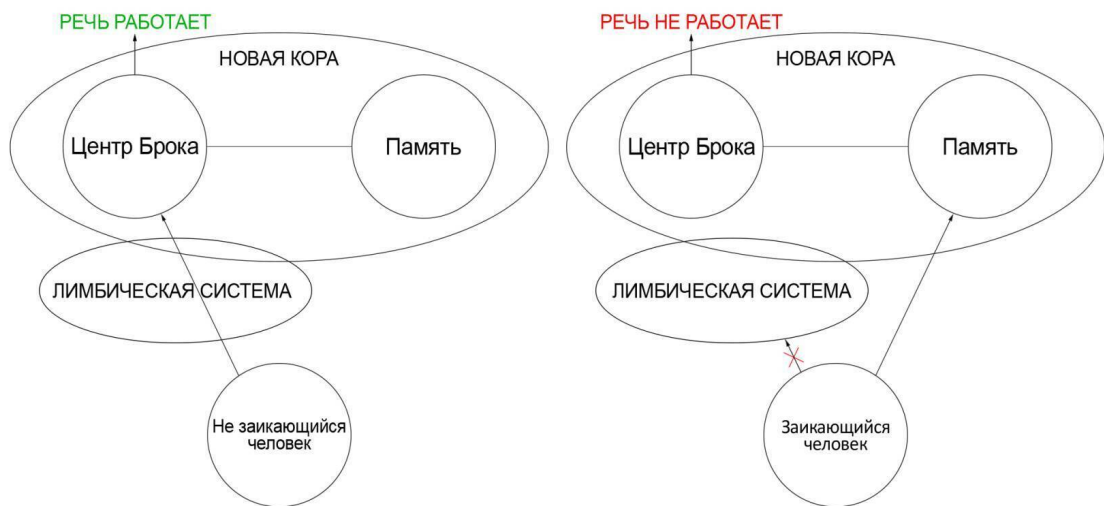 РЕЧЬ РАБОТАЕТ
НОВАЯ КОРА
Центр Брока
Память
ЛИМБИЧЕСКАЯ СИСТЕМА
Не заикающийся
человек
РЕЧЬ НЕ РАБОТАЕТ
НОВАЯ КОРА
Центр Брока
Память
ЛИМБИЧЕСКАЯ СИСТЕМА
Заикающийся
человек